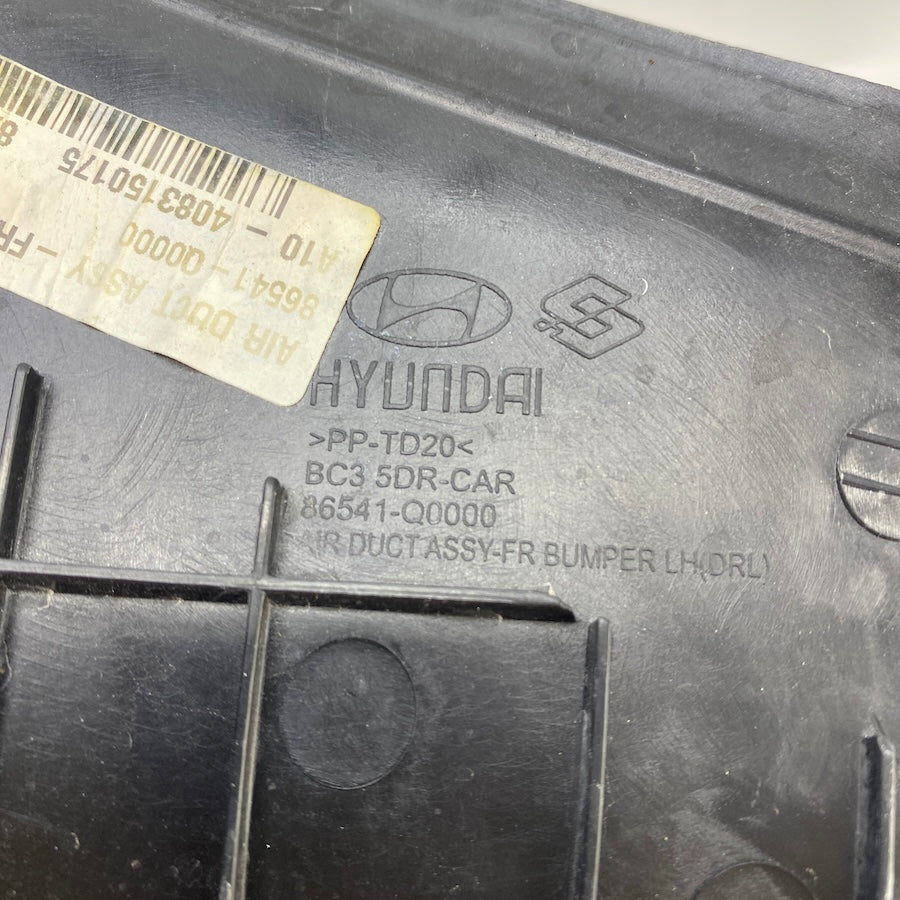 AIR DUCT ASSY - FR
86541 - Q0000
A10 - 4083150175
HYUNDAI
>PP-TD20<
BC3 5DR-CAR
86541-Q0000
AIR DUCT ASSY-FR BUMPER LH(DRL)